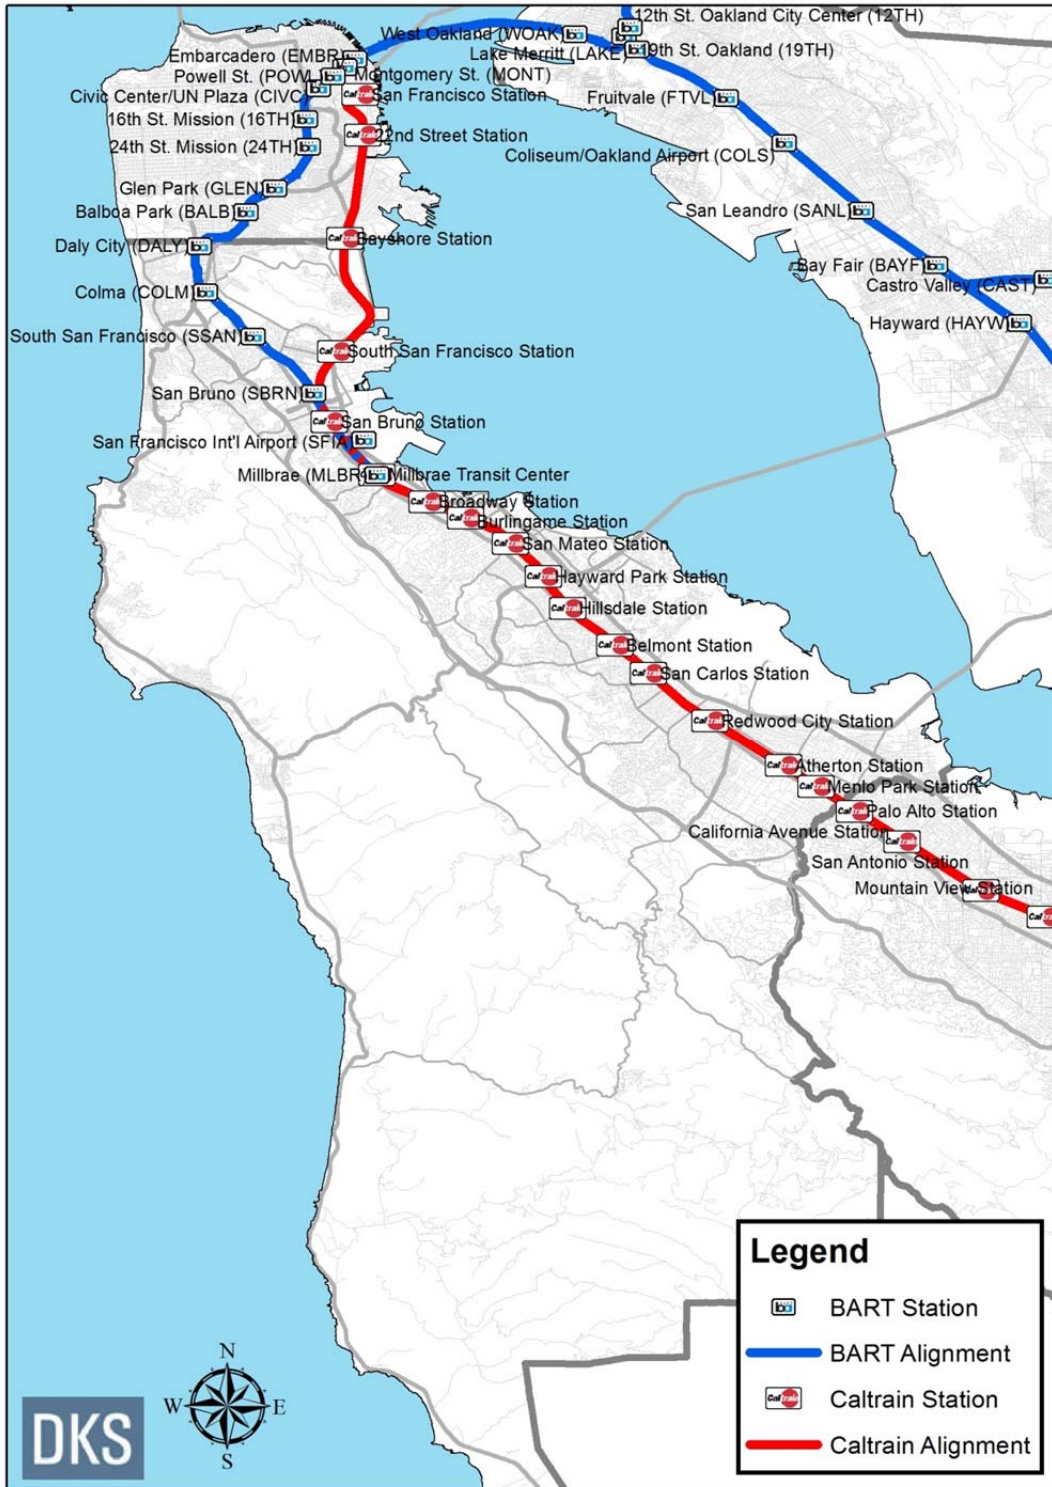 12th St. Oakland City Center (12TH)
West Oakland (WOAK)
Lake Merritt (LAKE)
19th St. Oakland (19TH)
Embarcadero (EMBR)
Montgomery St. (MONT)
Powell St. (POWL)
Civic Center/UN Plaza (CIVC)
San Francisco Station
Fruitvale (FTVL)
16th St. Mission (16TH)
22nd Street Station
24th St. Mission (24TH)
Coliseum/Oakland Airport (COLS)
Glen Park (GLEN)
Balboa Park (BALB)
San Leandro (SANL)
Daly City (DALY)
Bayshore Station
Bay Fair (BAYF)
Castro Valley (CAST)
Colma (COLM)
Hayward (HAYW)
South San Francisco (SSAN)
South San Francisco Station
San Bruno (SBRN)
San Bruno Station
San Francisco Int'l Airport (SFIA)
Millbrae (MLBR)
Millbrae Transit Center
Broadway Station
Burlingame Station
San Mateo Station
Hayward Park Station
Hillsdale Station
Belmont Station
San Carlos Station
Redwood City Station
Atherton Station
Menlo Park Station
Palo Alto Station
California Avenue Station
San Antonio Station
Mountain View Station
Legend
ba BART Station
BART Alignment
Caltrain Caltrain Station
Caltrain Alignment
N
W E
S
DKS